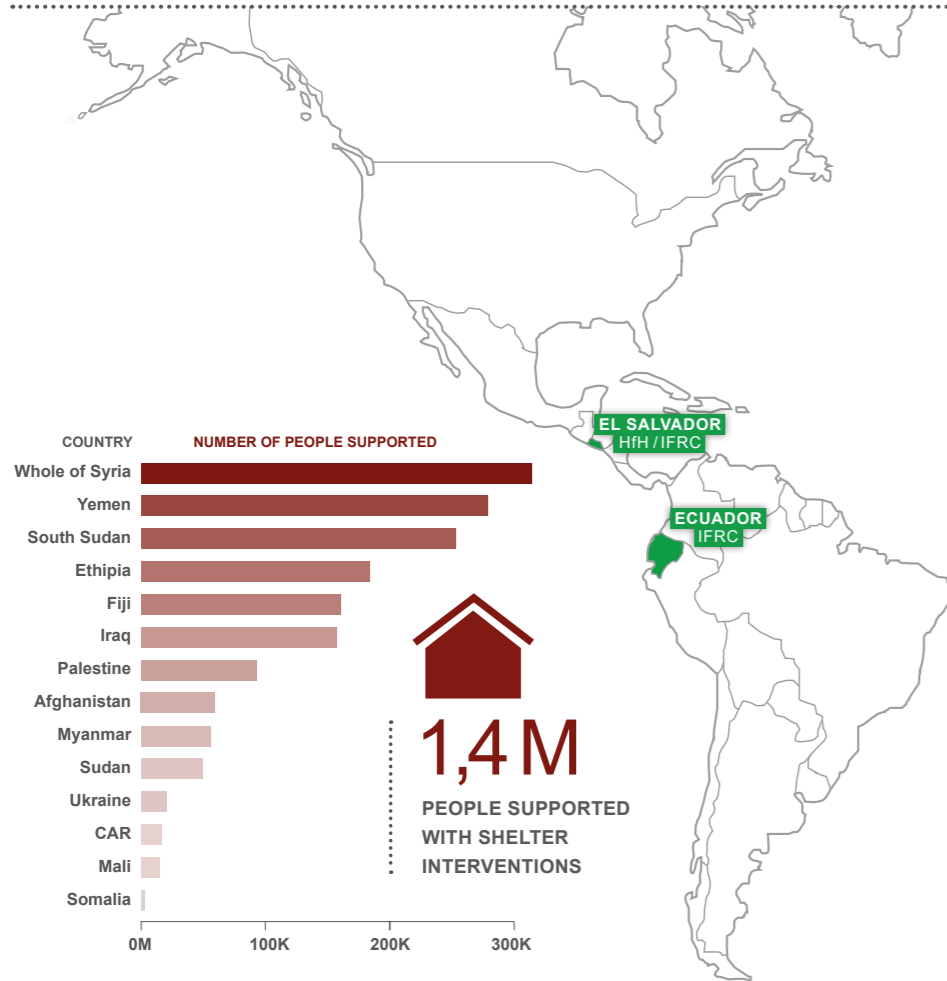 EL SALVADOR
HfH / IFRC
ECUADOR
IFRC
COUNTRY NUMBER OF PEOPLE SUPPORTED
Whole of Syria
Yemen
South Sudan
Ethipia
Fiji
Iraq
Palestine
Afghanistan
Myanmar
Sudan
Ukraine
CAR
Mali
Somalia
0M 100K 200K 300K
1,4 M
PEOPLE SUPPORTED
WITH SHELTER
INTERVENTIONS